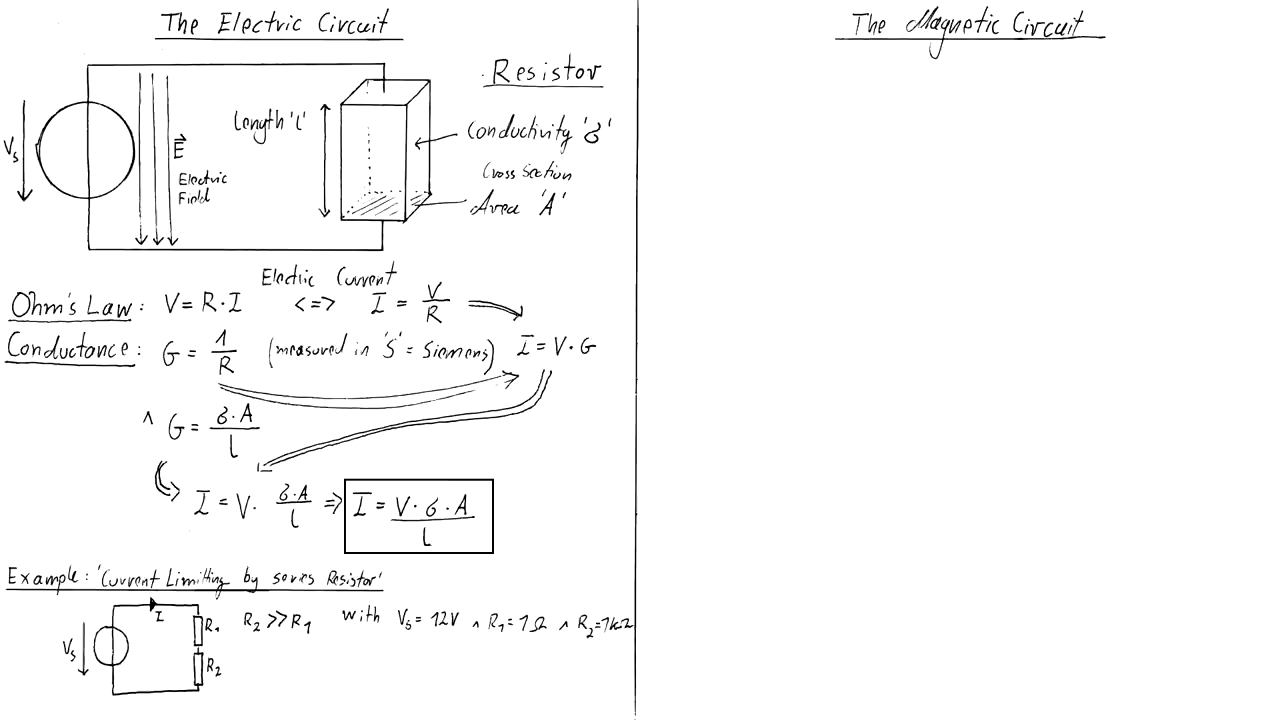 The Electric Circuit
Resistor
Length 'l'
Conductivity 'σ'
Vs
E
Electric
Field
Cross Section
Area 'A'
Electric Current
Ohm's Law: V = R · I <=> I = V/R
Conductance: G = 1/R (measured in 'S' = Siemens) I = V · G
∧ G = σ·A/l
I = V · σ·A/l ⇒ I = V · σ · A/l
Example: 'Current Limitting by series Resistor'
I
R1 R2 >> R1 with Vs = 12V ∧ R1 = 1Ω ∧ R2 = 1kΩ
Vs
R2
The Magnetic Circuit